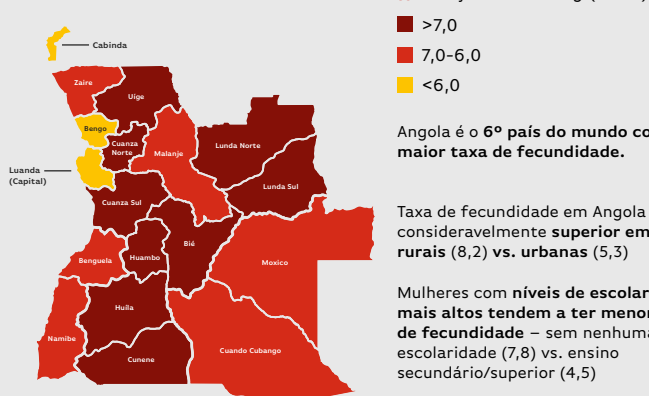 >7,0
7,0-6,0
<6,0
Cabinda
Zaire
Uíge
Bengo
Cuanza
Norte
Malanje
Lunda Norte
Luanda
(Capital)
Lunda Sul
Cuanza Sul
Bié
Benguela
Huambo
Moxico
Huíla
Namibe
Cuando Cubango
Cunene
Angola é o 6º país do mundo
maior taxa de fecundidade.
Taxa de fecundidade em Angola
consideravelmente superior em
rurais (8,2) vs. urbanas (5,3)
Mulheres com níveis de
mais altos tendem a ter
de fecundidade – sem
escolaridade (7,8) vs. ensino
secundário/superior (4,5)